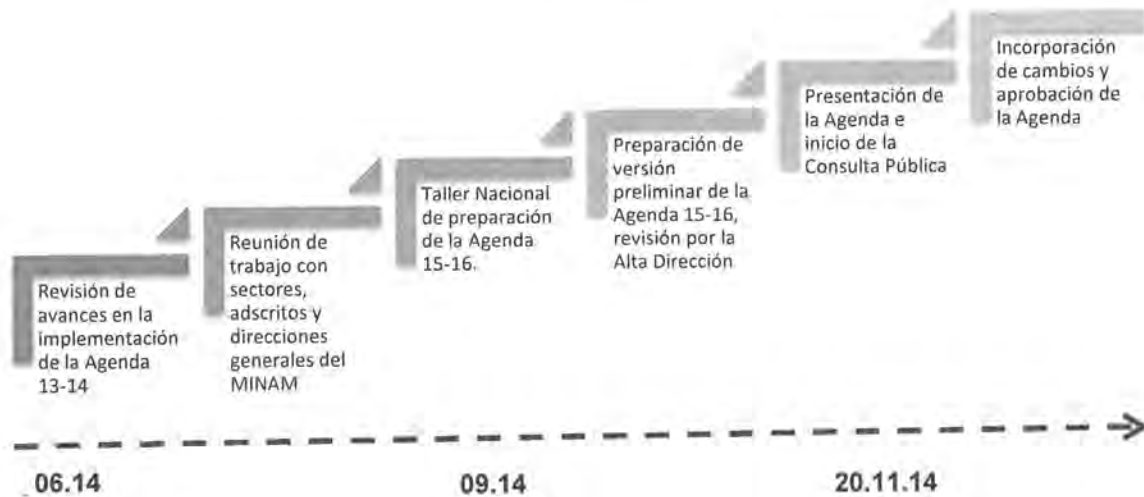 Revisión de
avances en la
implementación
de la Agenda
13-14
Reunión de
trabajo con
sectores,
adscritos y
direcciones
generales del
MINAM
Taller Nacional
de preparación
de la Agenda
15-16.
Preparación de
versión
preliminar de la
Agenda 15-16,
revisión por la
Alta Dirección
Presentación de
la Agenda e
inicio de la
Consulta Pública
Incorporación
de cambios y
aprobación de
la Agenda
06.14
09.14
20.11.14